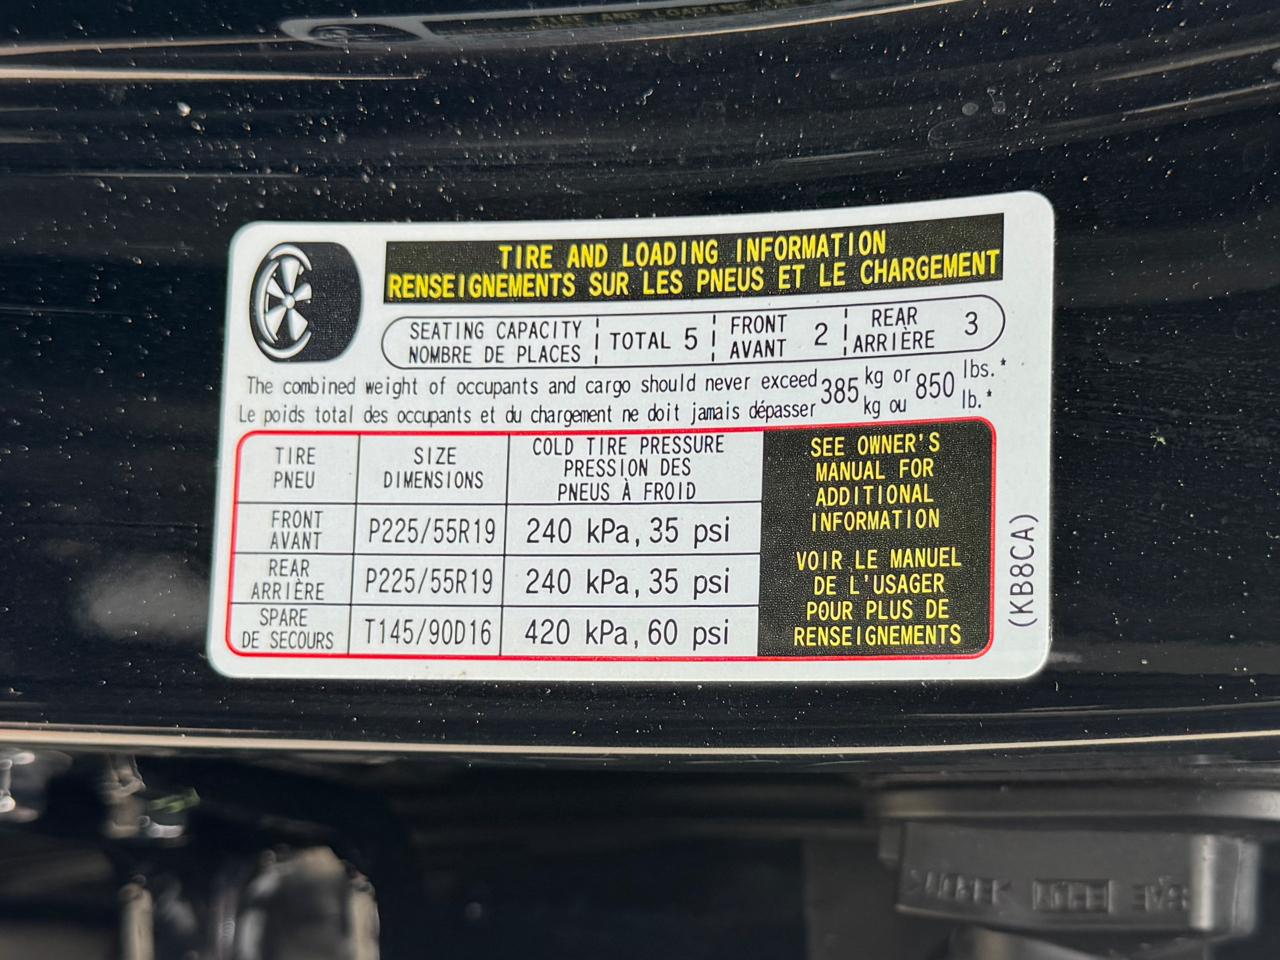 TIRE AND LOADING INFORMATION
RENSEIGNEMENTS SUR LES PNEUS ET LE CHARGEMENT
SEATING CAPACITY
NOMBRE DE PLACES
TOTAL 5
FRONT
AVANT
2
REAR
ARRIÈRE
3
The combined weight of occupants and cargo should never exceed 385 kg or 850 lbs.*
Le poids total des occupants et du chargement ne doit jamais dépasser kg ou lb.*
TIRE
PNEU
SIZE
DIMENSIONS
COLD TIRE PRESSURE
PRESSION DES
PNEUS À FROID
FRONT
AVANT
P225/55R19
240 kPa, 35 psi
REAR
ARRIÈRE
P225/55R19
240 kPa, 35 psi
SPARE
DE SECOURS
T145/90D16
420 kPa, 60 psi
SEE OWNER'S
MANUAL FOR
ADDITIONAL
INFORMATION
VOIR LE MANUEL
DE L'USAGER
POUR PLUS DE
RENSEIGNEMENTS
(KB8CA)